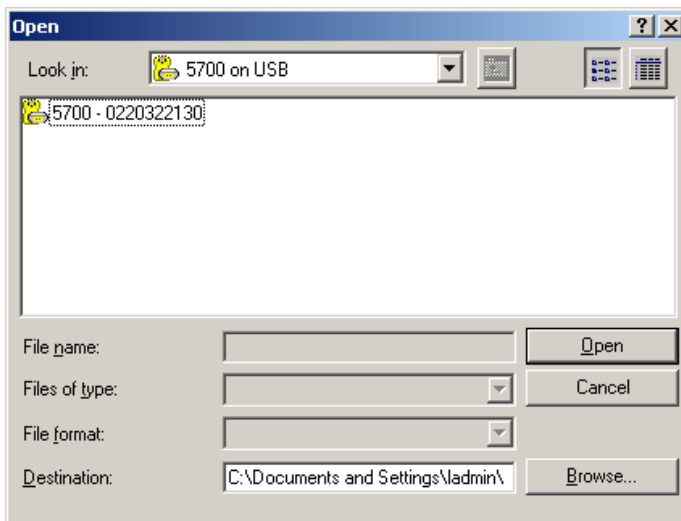 Open
Look in: 5700 on USB
5700 - 0220322130
File name: Open
Files of type: Cancel
File format:
Destination: C:\Documents and Settings\ladmin\ Browse...